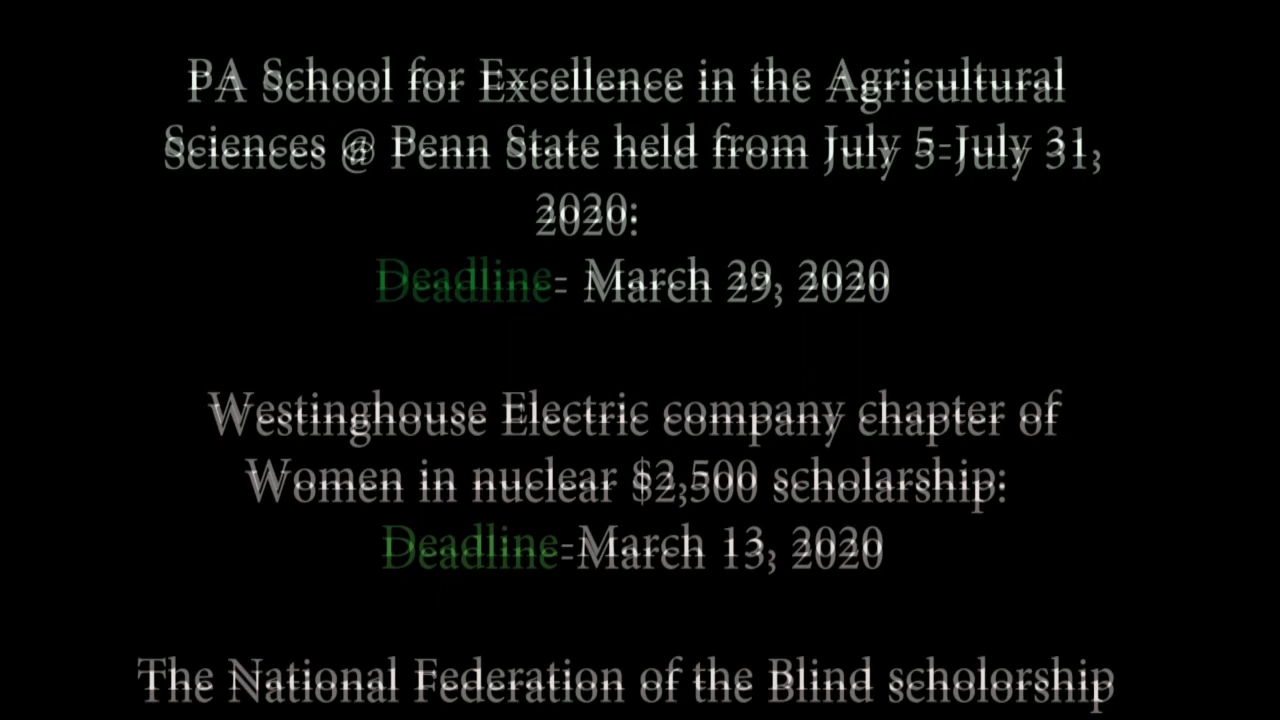 PA School for Excellence in the Agricultural
Sciences @ Penn State held from July 5-July 31,
2020:
Deadline= March 29, 2020
Westinghouse Electric company chapter of
Women in nuclear $2,500 scholarship:
Deadline=March 13, 2020
The National Federation of the Blind scholorship